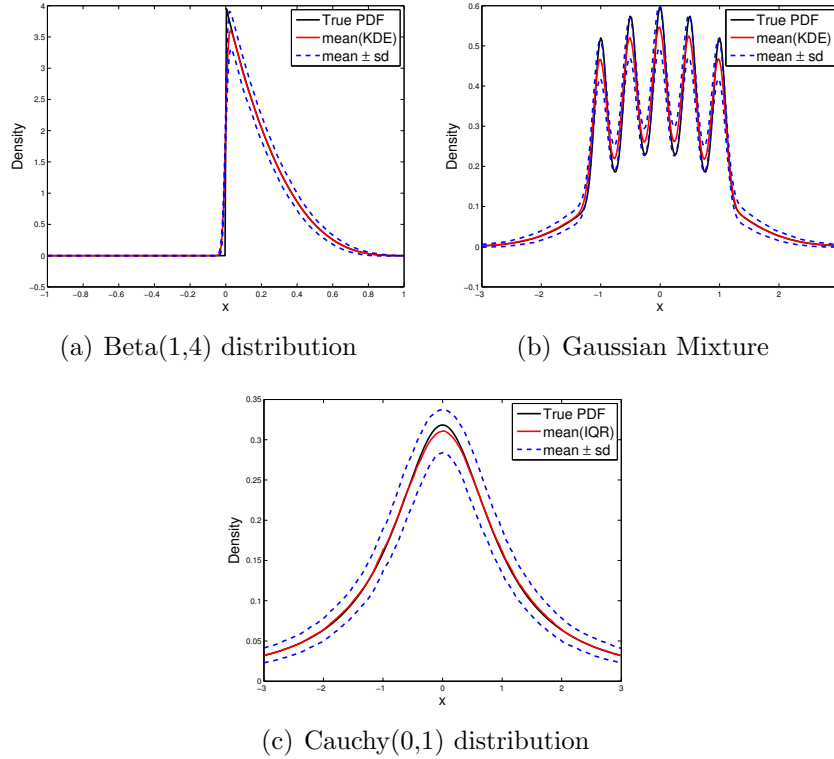 4
3.5
3
2.5
2
1.5
1
0.5
0
−0.5
−1
−0.8
−0.6
−0.4
−0.2
0
0.2
0.4
0.6
0.8
1
Density
X
True PDF
mean(KDE)
mean ± sd
(a) Beta(1,4) distribution
0.6
0.5
0.4
0.3
0.2
0.1
0
−0.1
−3
−2
−1
0
1
2
Density
X
True PDF
mean(KDE)
mean ± sd
(b) Gaussian Mixture
0.35
0.3
0.25
0.2
0.15
0.1
0.05
0
−3
−2
−1
0
1
2
3
Density
X
True PDF
mean(IQR)
mean ± sd
(c) Cauchy(0,1) distribution